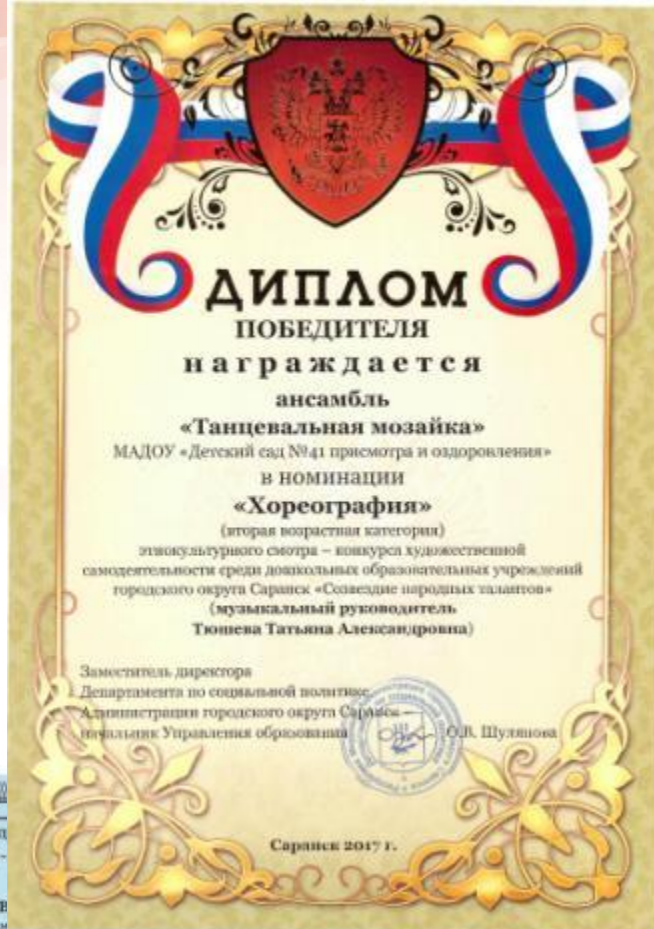 ДИПЛОМ
ПОБЕДИТЕЛЯ
награждается
ансамбль
«Танцевальная мозайка»
МАДОУ «Детский сад №41 присмотра и оздоровления»
в номинации
«Хореография»
(вторая возрастная категория)
этнокультурного смотра – конкурса художественной
самодеятельности среди дошкольных образовательных учреждений
городского округа Саранск «Созвездие народных талантов»
(музыкальный руководитель
Тюшева Татьяна Александровна)
Заместитель директора
Департамента по социальной политике
Администрации городского округа Саранск –
начальник Управления образования О.В. Шулянова
Саранск 2017 г.